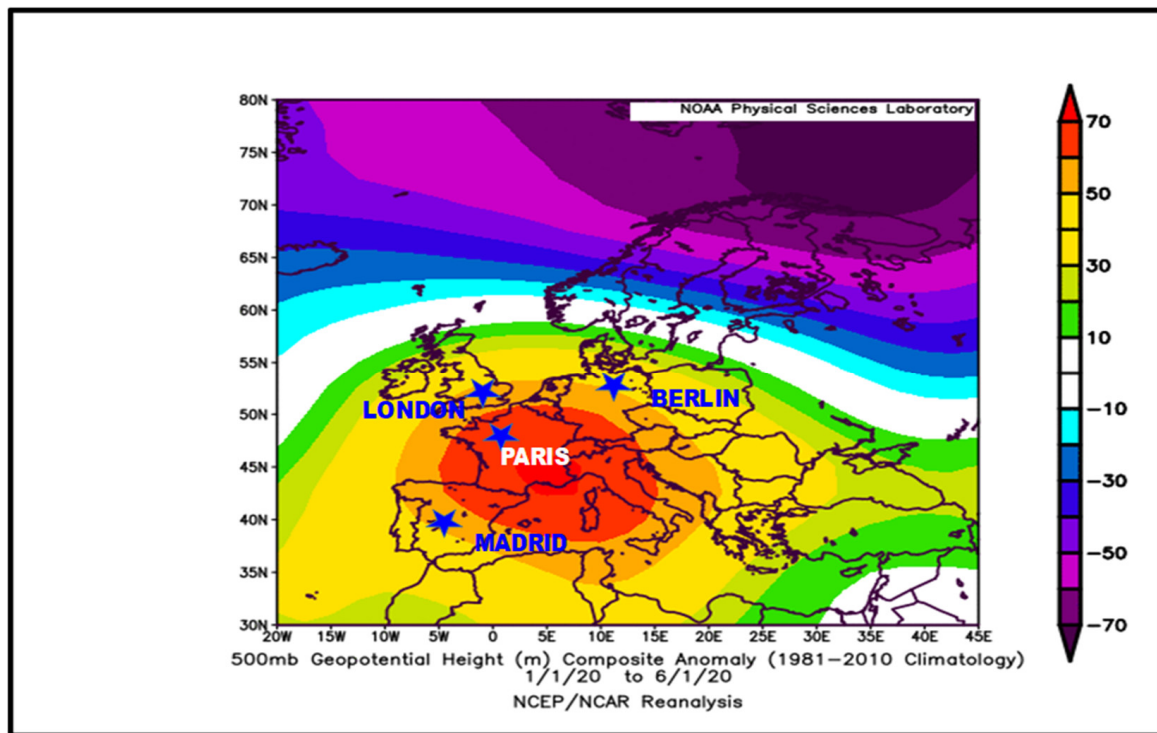 NOAA Physical Sciences Laboratory
80N
75N
70N
65N
60N
55N
50N
45N
40N
35N
30N
LONDON
BERLIN
PARIS
MADRID
20W 15W 10W 5W 0 5E 10E 15E 20E 25E 30E 35E 40E 45E
70
50
30
10
-10
-30
-50
-70
500mb Geopotential Height (m) Composite Anomaly (1981-2010 Climatology)
1/1/20 to 6/1/20
NCEP/NCAR Reanalysis